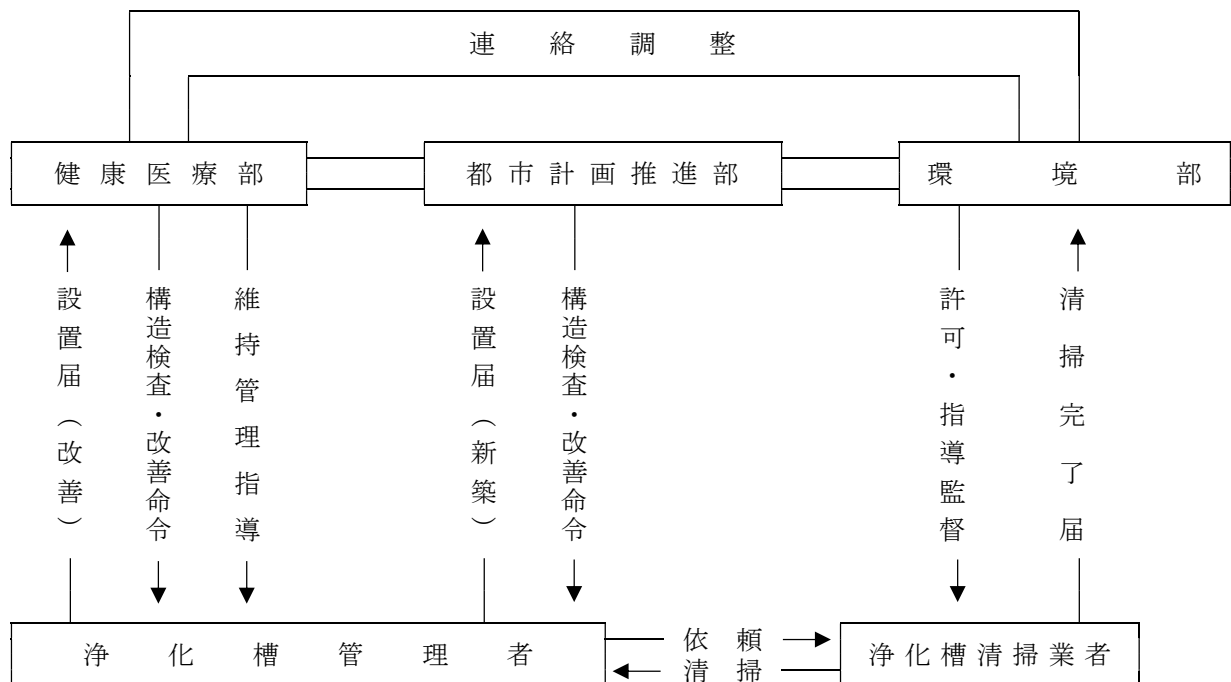 連絡調整
健康医療部
都市計画推進部
環境部
設置届（改善）
構造検査・改善命令
維持管理指導
設置届（新築）
構造検査・改善命令
許可・指導監督
清掃完了届
浄化槽管理者
依頼
清掃
浄化槽清掃業者